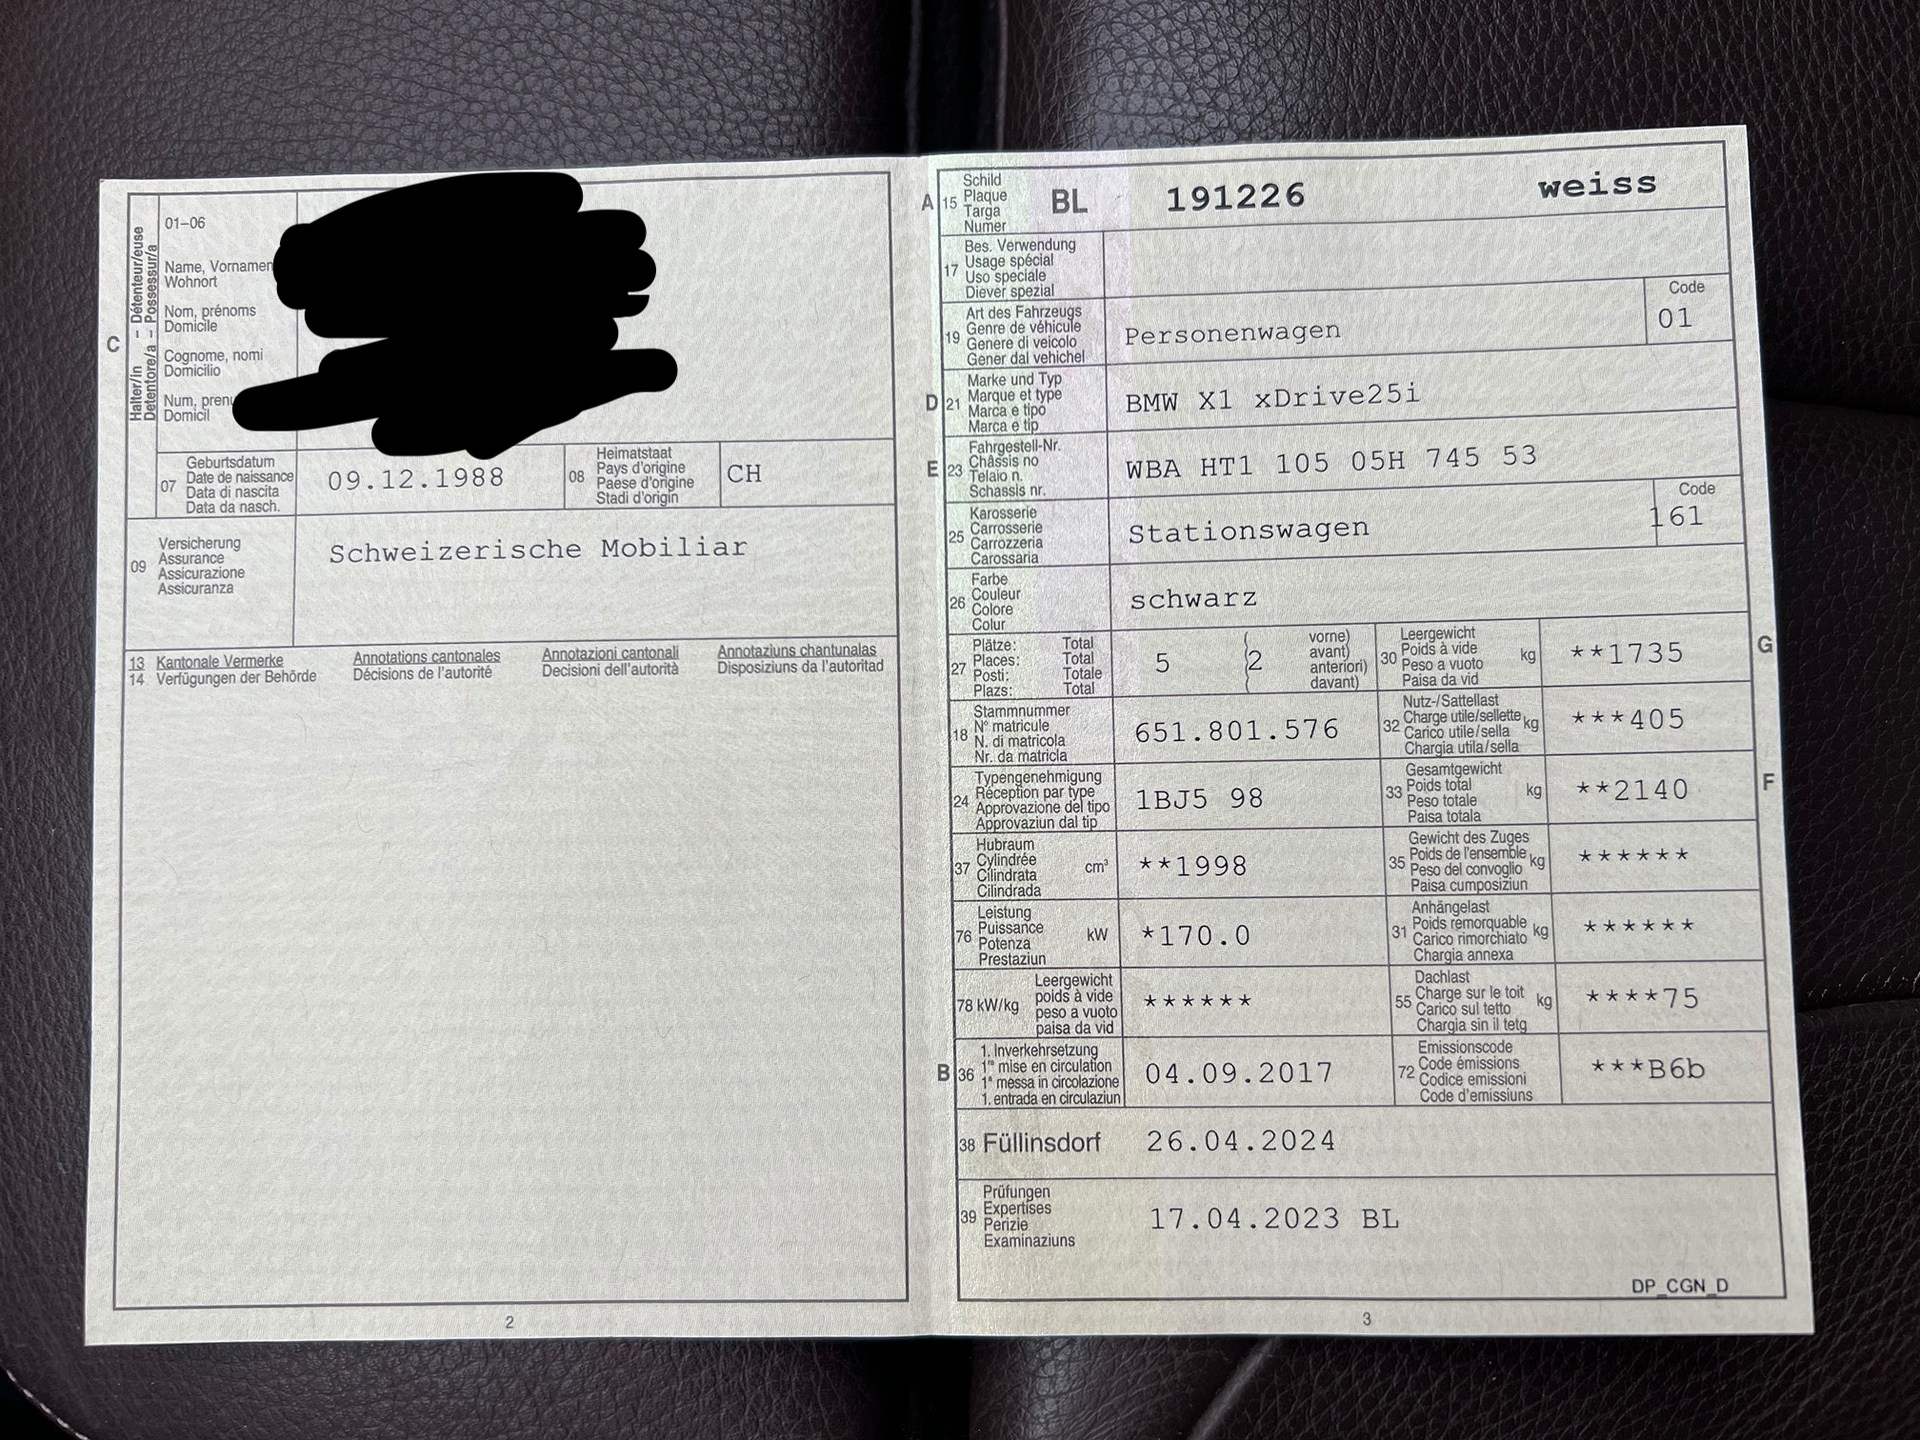 C
Halter/in – Détenteur/euse
Detentore/a – Possessur/a
01–06
Name, Vornamen
Wohnort
Nom, prénoms
Domicile
Cognome, nomi
Domicilio
Num,
Domicil
07
Geburtsdatum
Date de naissance
Data di nascita
Data da nasch.
09.12.1988
08
Heimatstaat
Pays d'origine
Paese d'origine
Stadi d'origin
CH
09
Versicherung
Assurance
Assicurazione
Assicuranza
Schweizerische Mobiliar
13 Kantonale Vermerke Annotations cantonales Annotazioni cantonali Annotaziuns chantunalas
14 Verfügungen der Behörde Décisions de l'autorité Decisioni dell'autorità Disposiziuns da l'autoritad
2
A 15
Schild
Plaque
Targa
Numer
BL 191226 weiss
17
Bes. Verwendung
Usage spécial
Uso speciale
Diever spezial
19
Art des Fahrzeugs
Genre de véhicule
Genere di veicolo
Gener dal vehichel
Personenwagen
Code
01
D 21
Marke und Typ
Marque et type
Marca e tipo
Marca e tip
BMW X1 xDrive25i
E 23
Fahrgestell-Nr.
Châssis no
Telaio n.
Schassis nr.
WBA HT1 105 05H 745 53
25
Karosserie
Carrosserie
Carrozzeria
Carossaria
Stationswagen
Code
161
26
Farbe
Couleur
Colore
Colur
schwarz
27
Plätze: Total
Places: Total
Posti: Totale
Plazs: Total
5 2
vorne)
avant)
anteriori)
davant)
30
Leergewicht
Poids à vide
Peso a vuoto
Paisa da vid
kg
**1735
G
18
Stammnummer
N° matricule
N. di matricola
Nr. da matricla
651.801.576
32
Nutz-/Sattellast
Charge utile/sellette
Carico utile/sella
Chargia utila/sella
kg
***405
24
Typengenehmigung
Réception par type
Approvazione del tipo
Approvaziun dal tip
1BJ5 98
33
Gesamtgewicht
Poids total
Peso totale
Paisa totala
kg
**2140
F
37
Hubraum
Cylindrée
Cilindrata
Cilindrada
cm³
**1998
35
Gewicht des Zuges
Poids de l'ensemble
Peso del convoglio
Paisa cumposiziun
kg
******
76
Leistung
Puissance
Potenza
Prestaziun
kW
*170.0
31
Anhängelast
Poids remorquable
Carico rimorchiato
Chargia annexa
kg
******
78 kW/kg
Leergewicht
poids à vide
peso a vuoto
paisa da vid
******
55
Dachlast
Charge sur le toit
Carico sul tetto
Chargia sin il tetg
kg
****75
B 36
1. Inverkehrsetzung
1re mise en circulation
1a messa in circolazione
1. entrada en circulaziun
04.09.2017
72
Emissionscode
Code émissions
Codice emissioni
Code d'emissiuns
***B6b
38 Füllinsdorf 26.04.2024
39
Prüfungen
Expertises
Perizie
Examinaziuns
17.04.2023 BL
DP_CGN_D
3